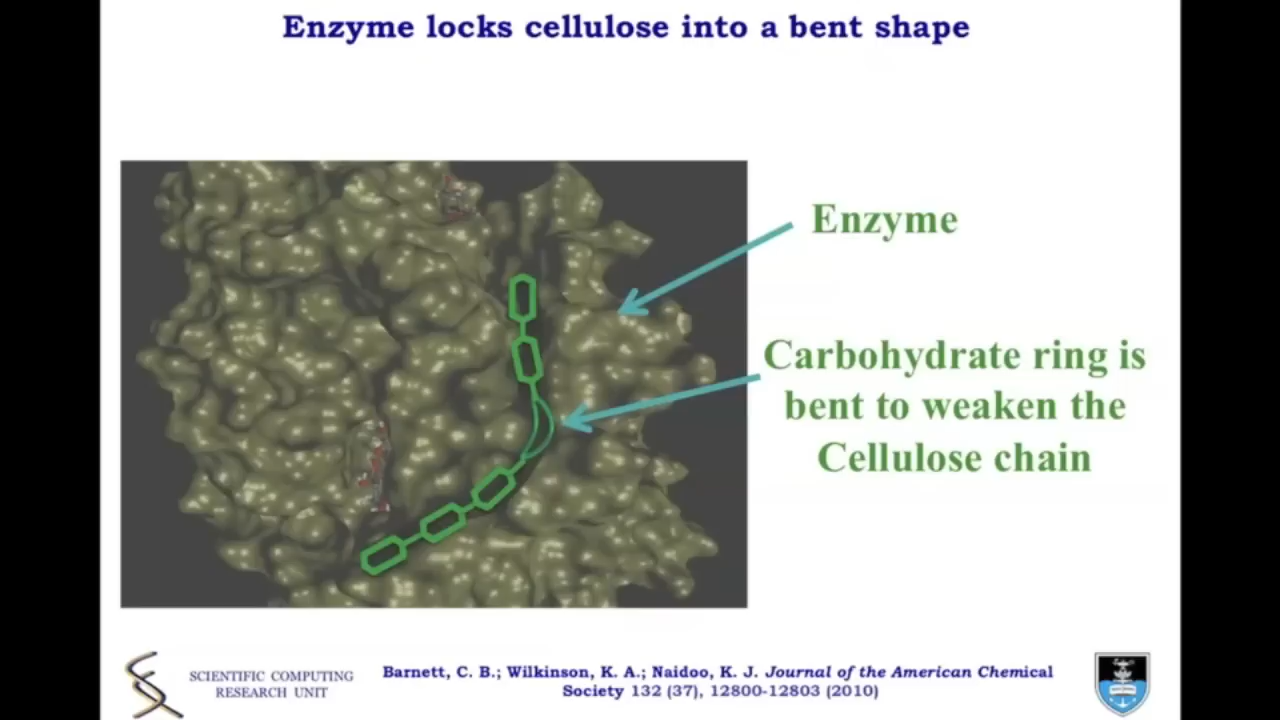 Enzyme locks cellulose into a bent shape
Enzyme
Carbohydrate ring is
bent to weaken the
Cellulose chain
SCIENTIFIC COMPUTING
RESEARCH UNIT
Barnett, C. B.; Wilkinson, K. A.; Naidoo, K. J. Journal of the American Chemical
Society 132 (37), 12800-12803 (2010)